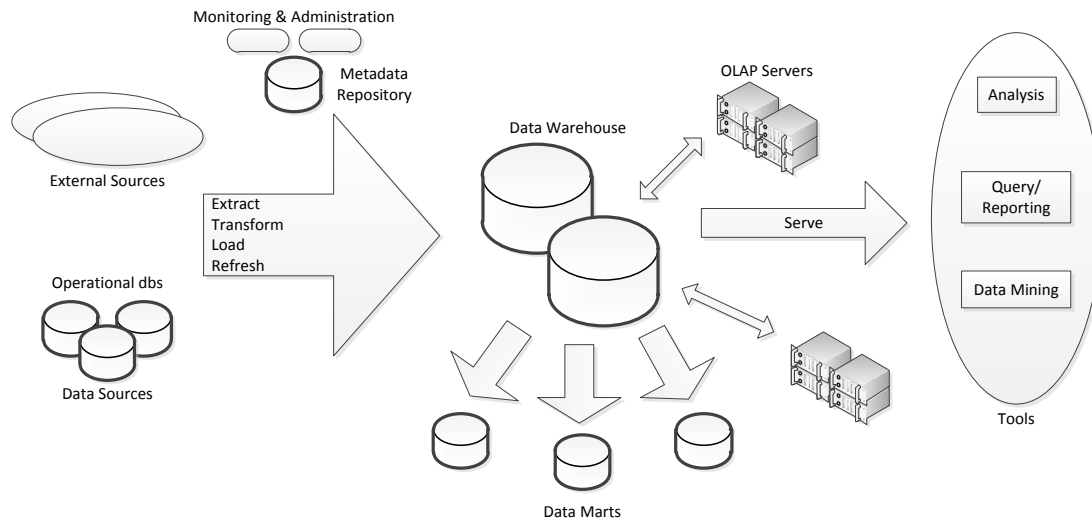 Monitoring & Administration
Metadata
Repository
OLAP Servers
Analysis
External Sources
Data Warehouse
Extract
Transform
Load
Refresh
Serve
Query/
Reporting
Operational dbs
Data Mining
Data Sources
Tools
Data Marts